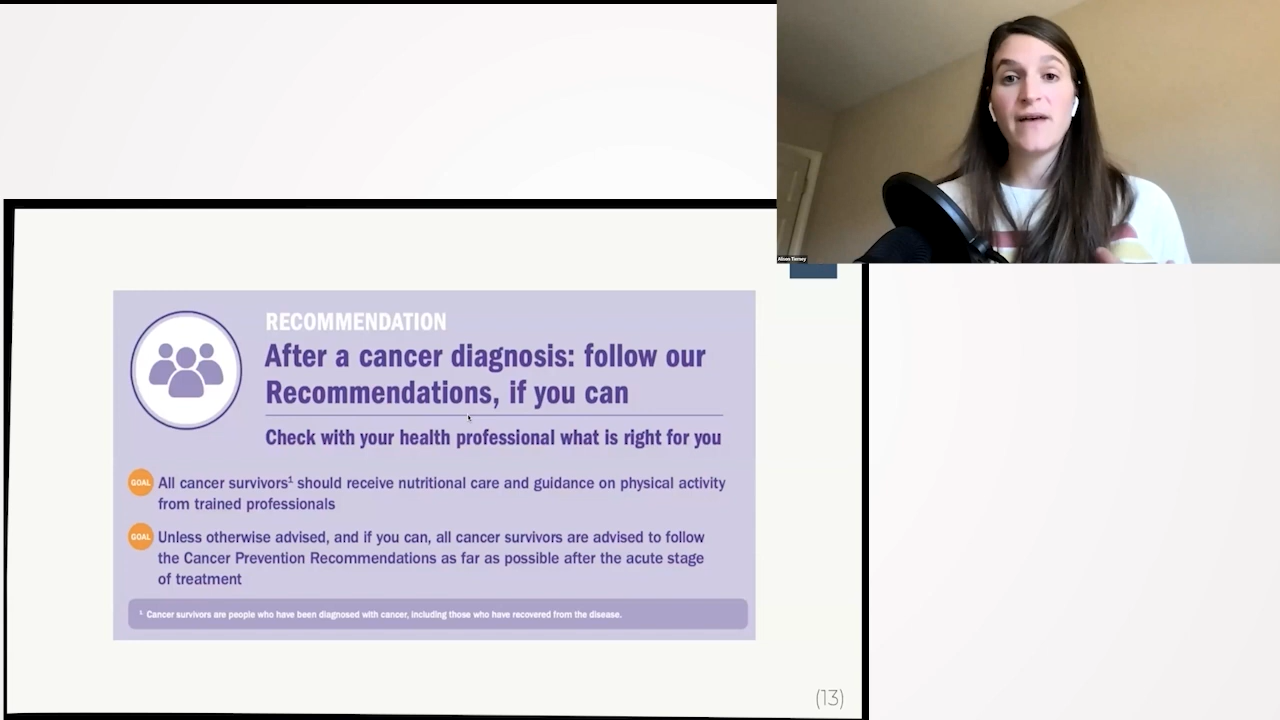 Alison Tierney
RECOMMENDATION
After a cancer diagnosis: follow our
Recommendations, if you can
Check with your health professional what is right for you
GOAL All cancer survivors¹ should receive nutritional care and guidance on physical activity
from trained professionals
GOAL Unless otherwise advised, and if you can, all cancer survivors are advised to follow
the Cancer Prevention Recommendations as far as possible after the acute stage
of treatment
¹. Cancer survivors are people who have been diagnosed with cancer, including those who have recovered from the disease.
(13)